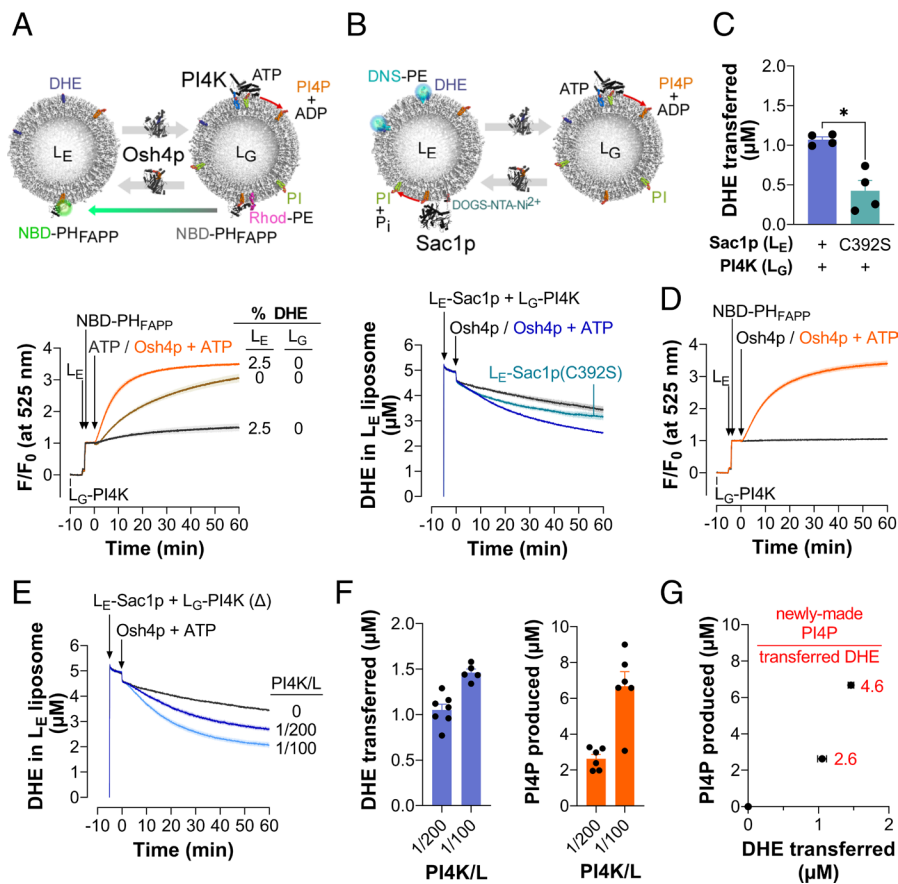 A
DHE
PI4K
ATP
PI4P
+
ADP
LE
Osh4p
LG
PI
Rhod-PE
NBD-PHFAPP
NBD-PHFAPP
NBD-PHFAPP
% DHE
ATP / Osh4p + ATP
LE
LG
LE
2.5 0
0 0
2.5 0
LG-PI4K
F/F0 (at 525 nm)
4
3
2
1
0
-10 0 10 20 30 40 50 60
Time (min)
B
DNS-PE
DHE
ATP
PI4P
+
ADP
LE
LG
PI
+
Pi
DOGS-NTA-Ni2+
PI
Sac1p
LE-Sac1p + LG-PI4K
Osh4p / Osh4p + ATP
LE-Sac1p(C392S)
DHE in LE liposome
(µM)
6
5
4
3
2
1
0
-10 0 10 20 30 40 50 60
Time (min)
C
DHE transferred
(µM)
2.0
1.5
1.0
0.5
0.0
*
Sac1p (LE) + C392S
PI4K (LG) + +
D
NBD-PHFAPP
Osh4p / Osh4p + ATP
LE
LG-PI4K
F/F0 (at 525 nm)
4
3
2
1
0
-10 0 10 20 30 40 50 60
Time (min)
E
LE-Sac1p + LG-PI4K (Δ)
Osh4p + ATP
PI4K/L
0
1/200
1/100
DHE in LE liposome
(µM)
6
5
4
3
2
1
0
-10 0 10 20 30 40 50 60
Time (min)
F
DHE transferred (µM)
2.0
1.5
1.0
0.5
0.0
1/200
1/100
PI4K/L
PI4P produced (µM)
10
8
6
4
2
0
1/200
1/100
PI4K/L
G
newly-made
PI4P
transferred DHE
4.6
2.6
PI4P produced (µM)
10
8
6
4
2
0
0 1 2
DHE transferred
(µM)